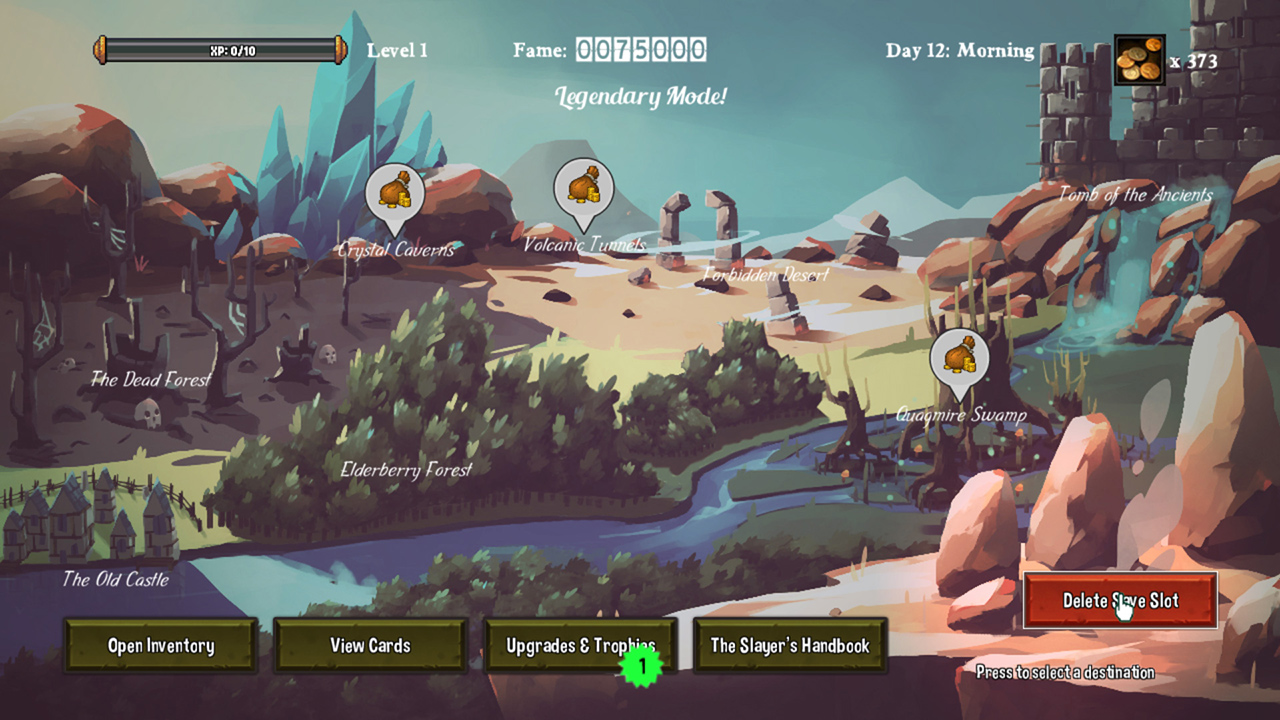 XP: 0/10
Level 1
Fame: 0075000
Day 12: Morning
x 373
Legendary Mode!
Tomb of the Ancients
Crystal Caverns
Volcanic Tunnels
Forbidden Desert
The Dead Forest
Quagmire Swamp
Elderberry Forest
The Old Castle
Delete Save Slot
Open Inventory
View Cards
Upgrades & Trophies
The Slayer's Handbook
1
Press to select a destination